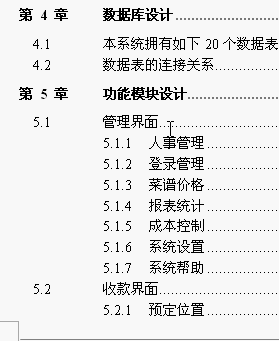 第 4 章 数据库设计
4.1 本系统拥有如下 20 个数据表
4.2 数据表的连接关系
第 5 章 功能模块设计
5.1 管理界面
5.1.1 人事管理
5.1.2 登录管理
5.1.3 菜谱价格
5.1.4 报表统计
5.1.5 成本控制
5.1.6 系统设置
5.1.7 系统帮助
5.2 收款界面
5.2.1 预定位置